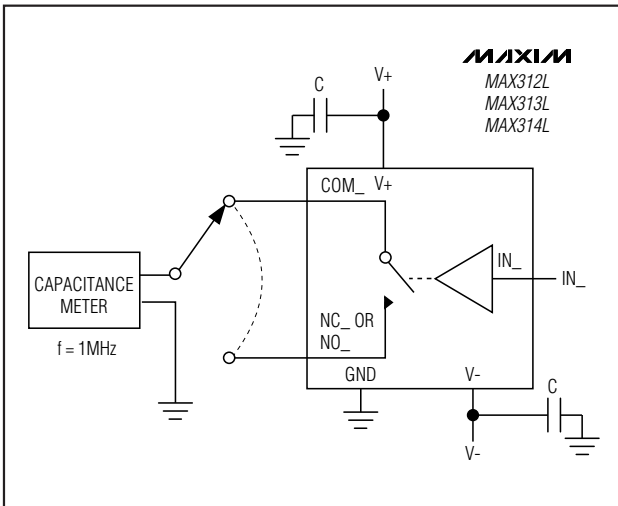 MAXIM
MAX312L
MAX313L
MAX314L
V+
C
COM_
V+
CAPACITANCE
METER
f = 1MHz
IN_
IN_
NC_ OR
NO_
GND
V-
C
V-